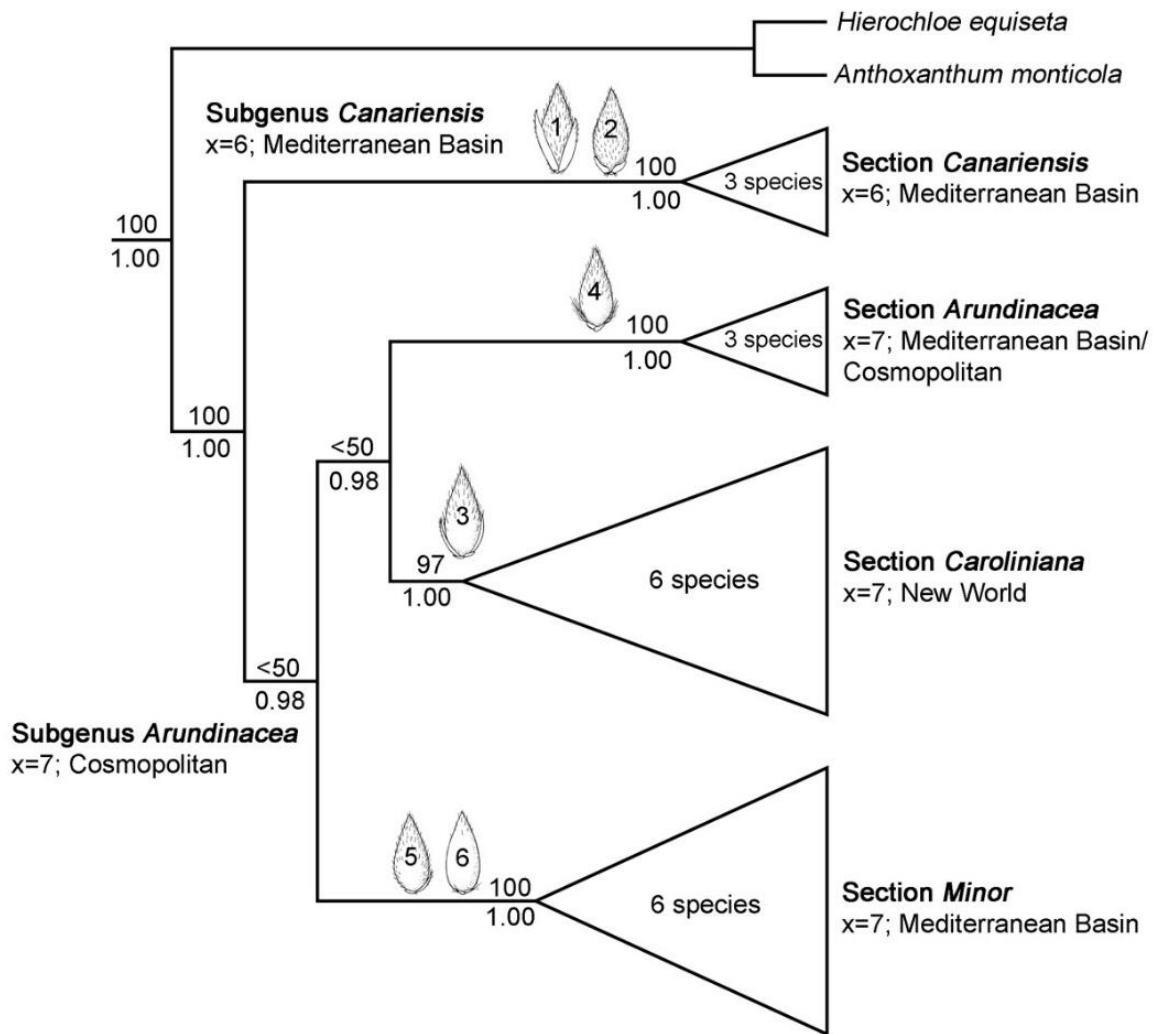 Hierochloe equiseta
Anthoxanthum monticola
Subgenus Canariensis
x=6; Mediterranean Basin
1
2
100
1.00
3 species
Section Canariensis
x=6; Mediterranean Basin
100
1.00
4
100
1.00
3 species
Section Arundinacea
x=7; Mediterranean Basin/
Cosmopolitan
100
1.00
<50
0.98
3
97
1.00
6 species
Section Caroliniana
x=7; New World
<50
0.98
Subgenus Arundinacea
x=7; Cosmopolitan
5
6
100
1.00
6 species
Section Minor
x=7; Mediterranean Basin